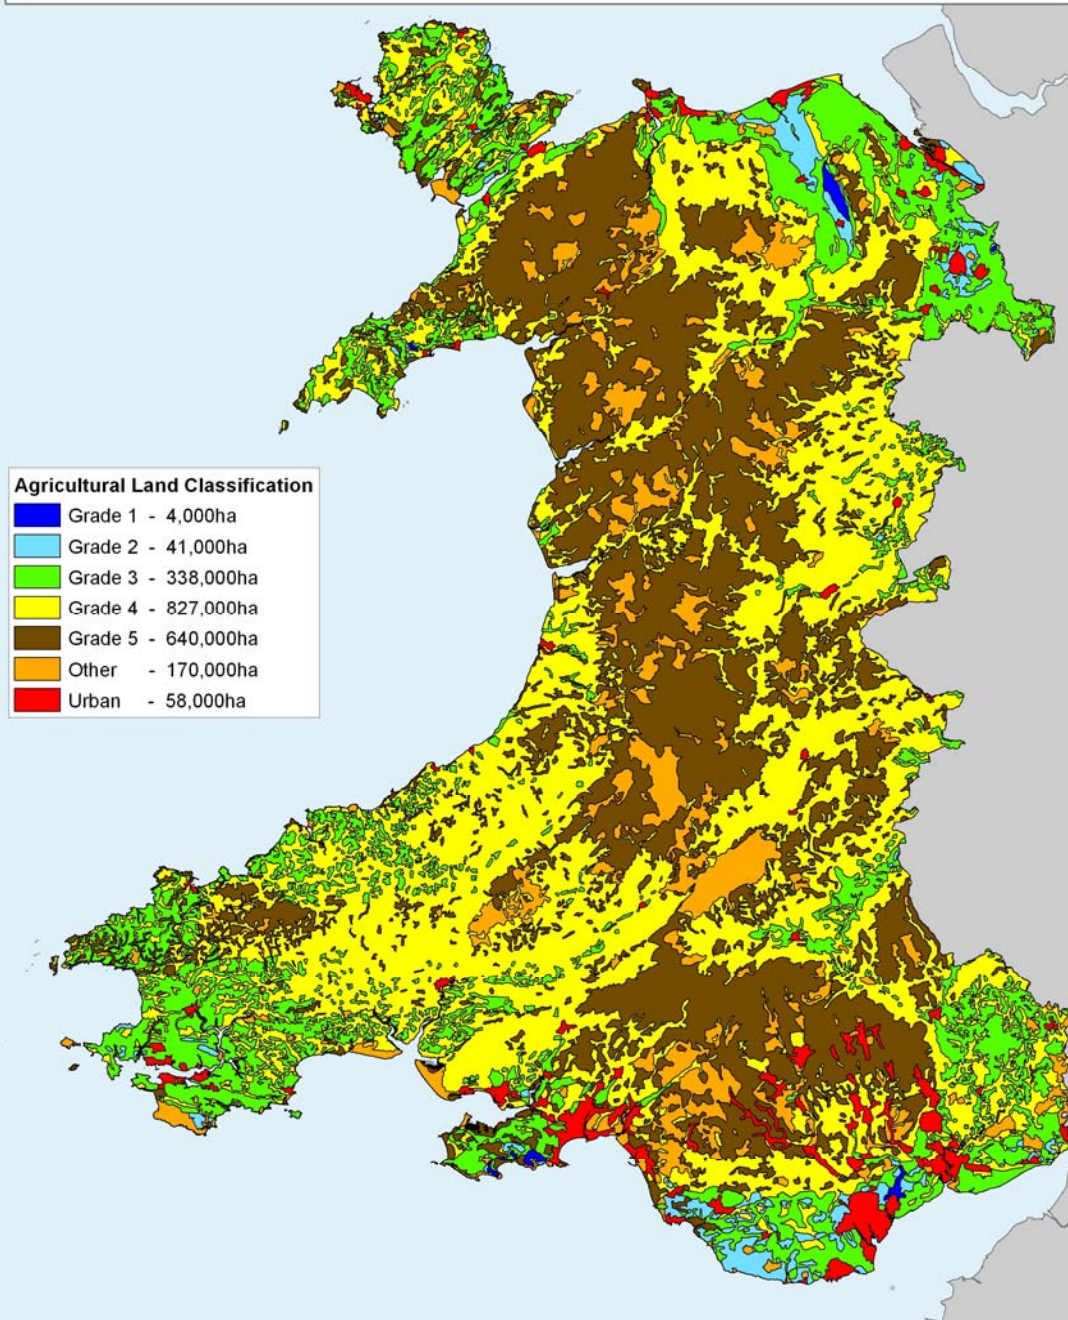 Agricultural Land Classification
Grade 1 - 4,000ha
Grade 2 - 41,000ha
Grade 3 - 338,000ha
Grade 4 - 827,000ha
Grade 5 - 640,000ha
Other - 170,000ha
Urban - 58,000ha